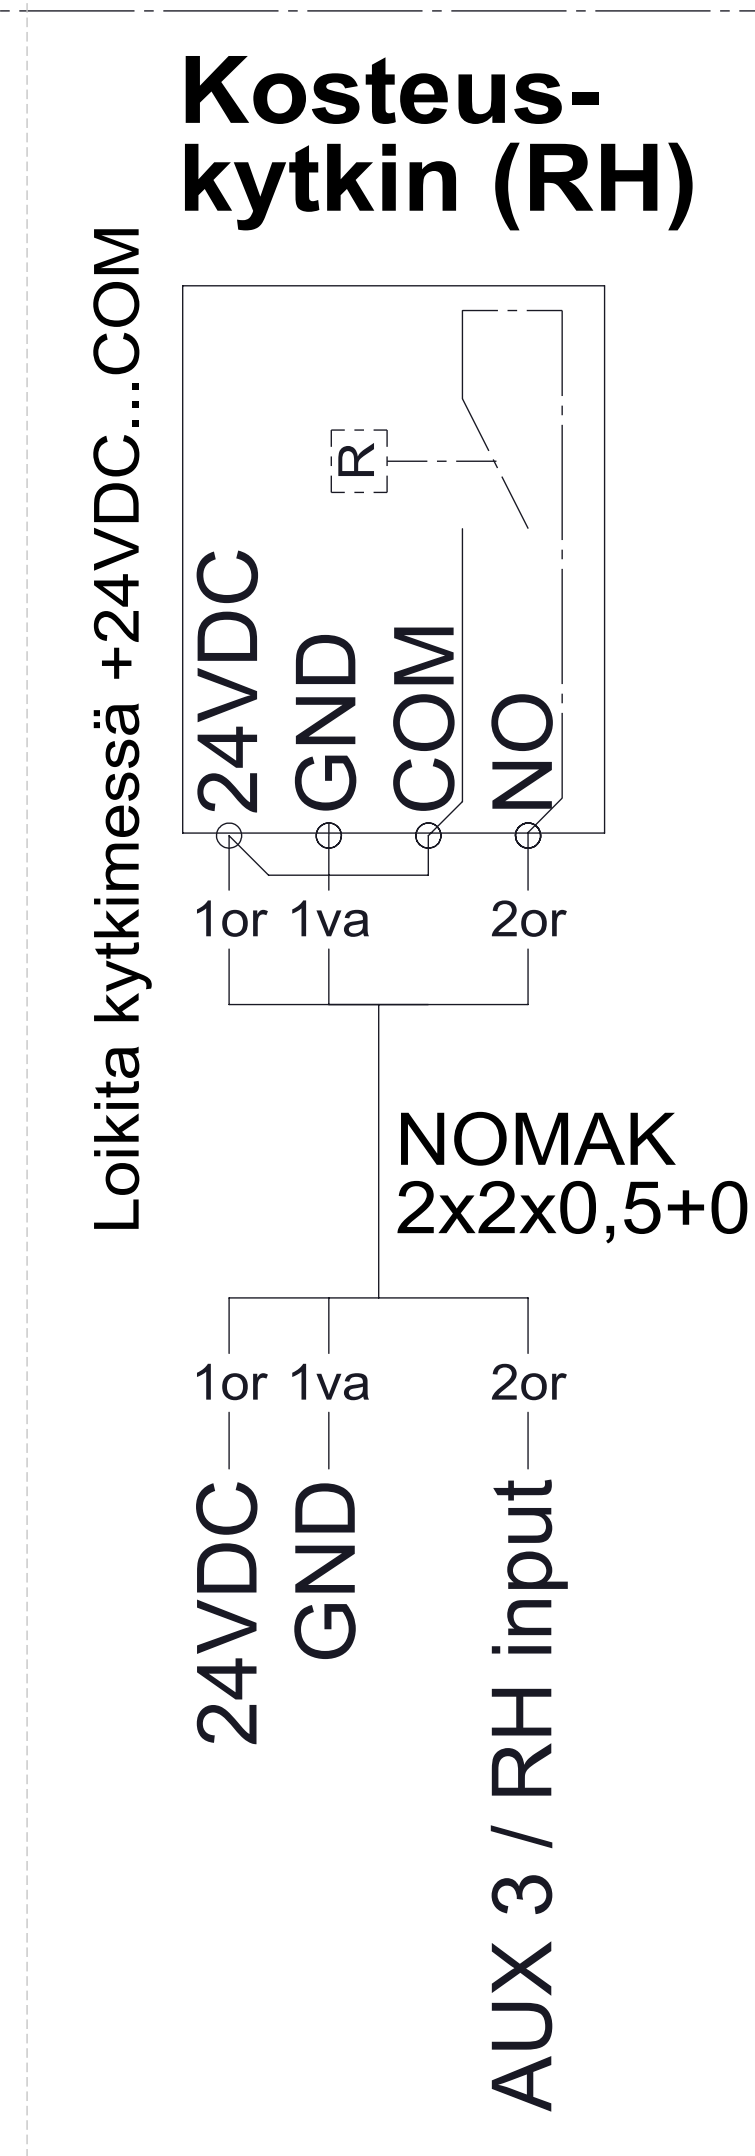 Kosteus-
kytkin (RH)
Loikita kytkimessä +24VDC...COM
R
24VDC
GND
COM
NO
1or
1va
2or
NOMAK
2x2x0,5+0
1or
1va
2or
24VDC
GND
AUX 3 / RH input